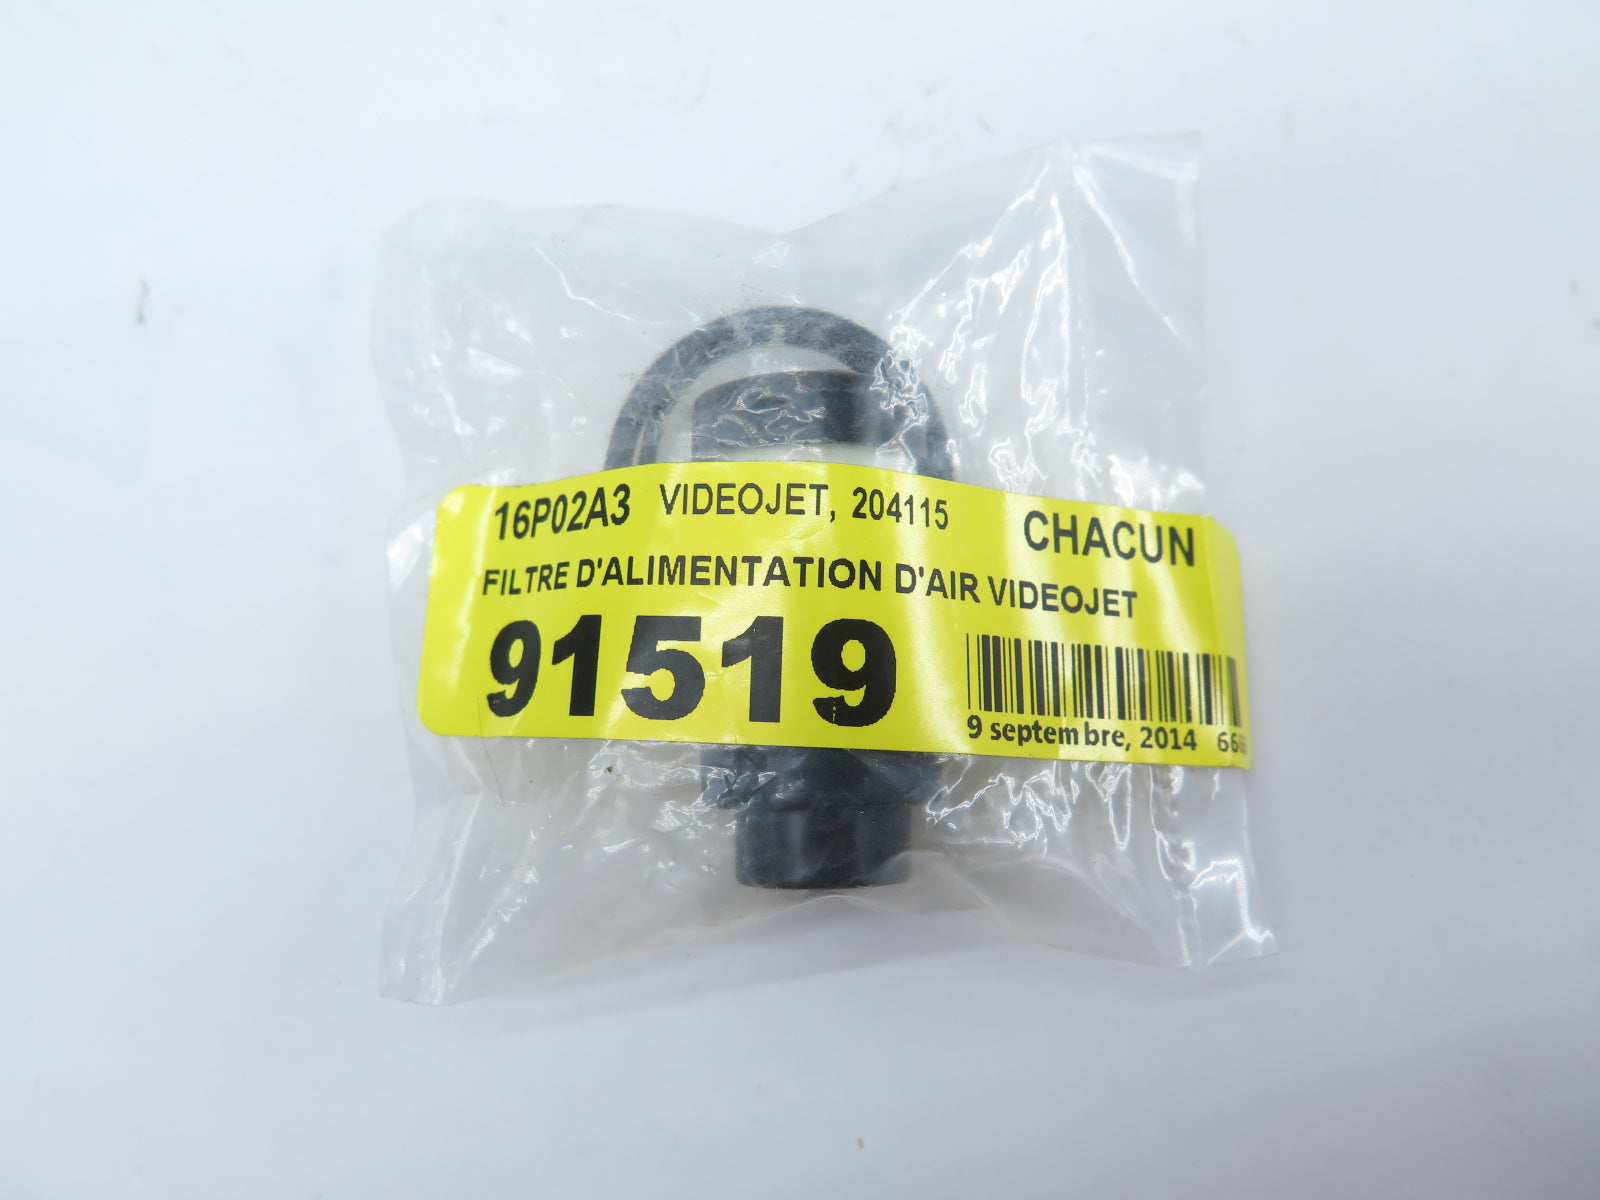 16P02A3 VIDEOJET, 204115 CHACUN
FILTRE D'ALIMENTATION D'AIR VIDEOJET
91519
9 septembre, 2014